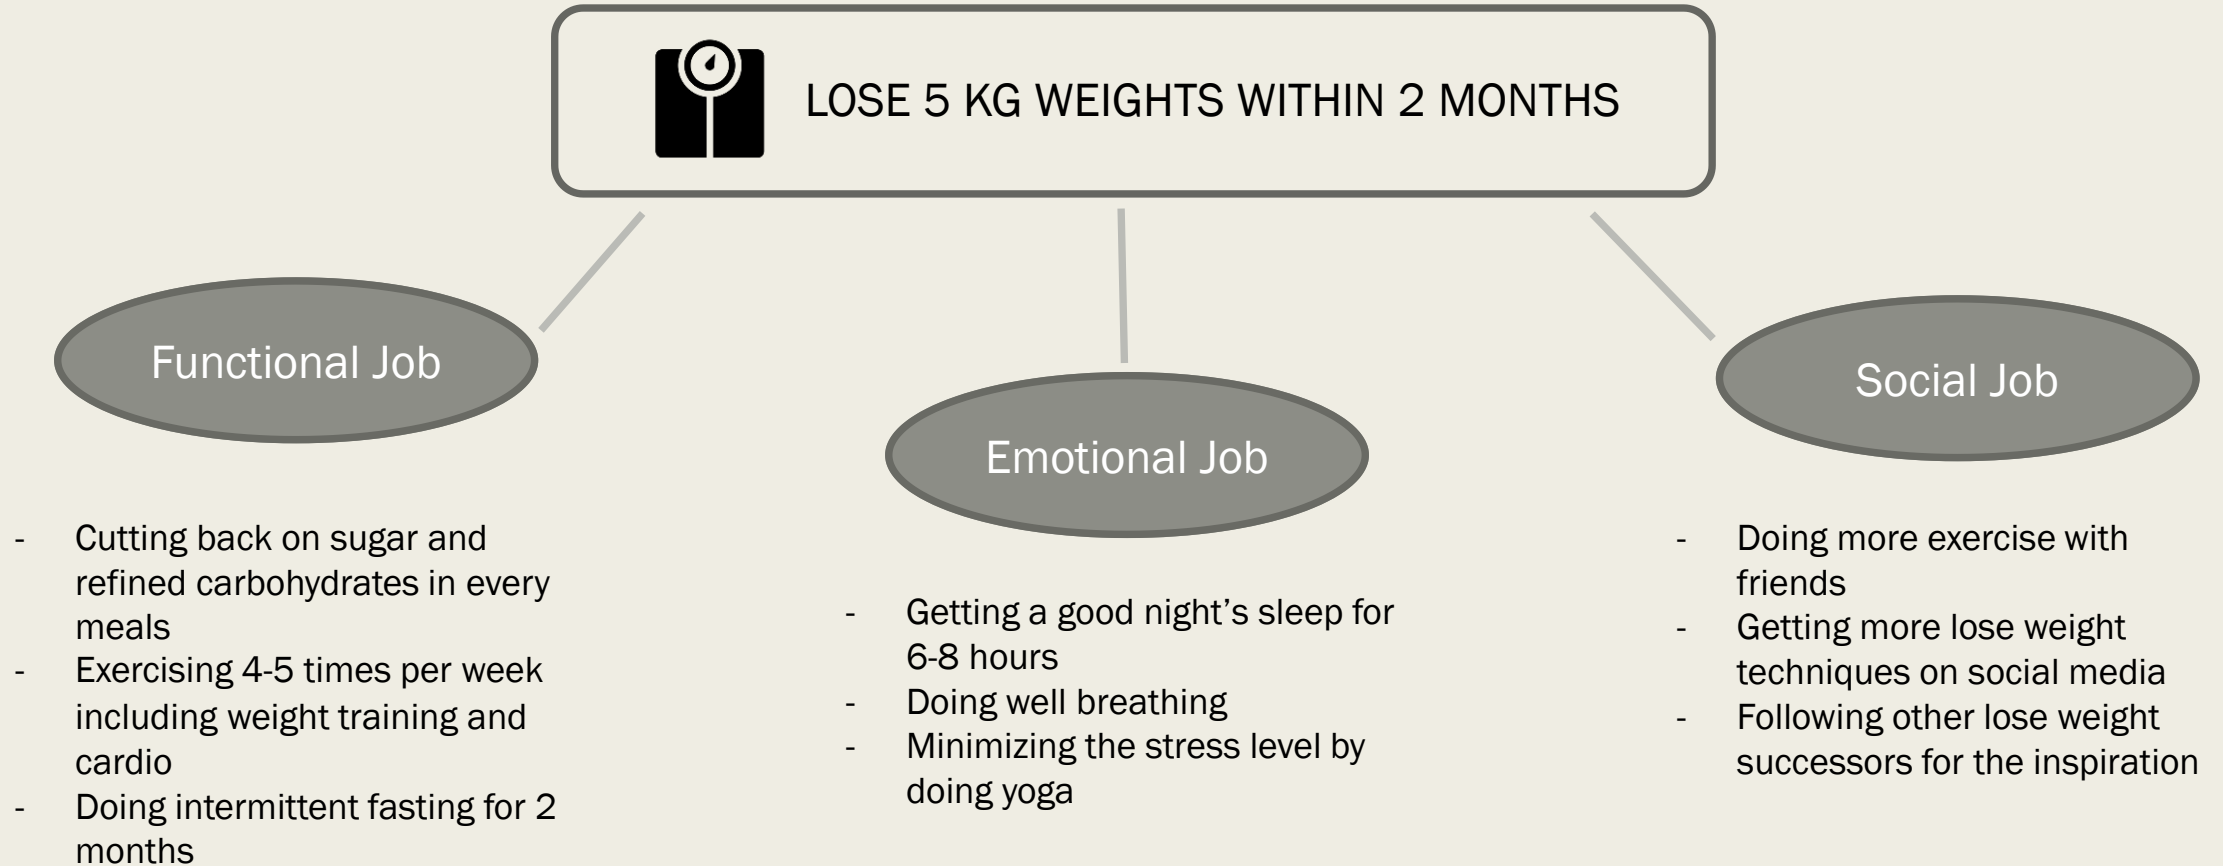 LOSE 5 KG WEIGHTS WITHIN 2 MONTHS
Functional Job
- Cutting back on sugar and
refined carbohydrates in every
meals
- Exercising 4-5 times per week
including weight training and
cardio
- Doing intermittent fasting for 2
months
Emotional Job
- Getting a good night’s sleep for
6-8 hours
- Doing well breathing
- Minimizing the stress level by
doing yoga
Social Job
- Doing more exercise with
friends
- Getting more lose weight
techniques on social media
- Following other lose weight
successors for the inspiration